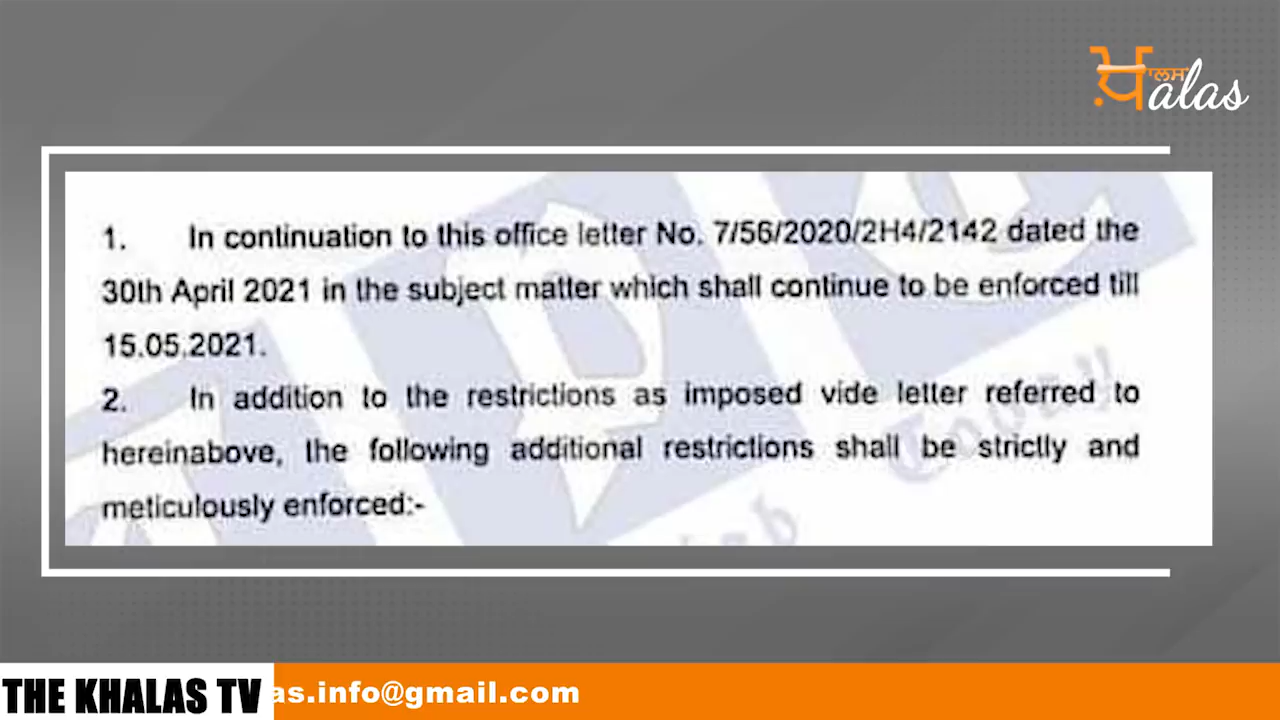 ਖ਼ਾਲਸ
alas
1. In continuation to this office letter No. 7/56/2020/2H4/2142 dated the
30th April 2021 in the subject matter which shall continue to be enforced till
15.05.2021.
2. In addition to the restrictions as imposed vide letter referred to
hereinabove, the following additional restrictions shall be strictly and
meticulously enforced:-
THE KHALAS TV
as.info@gmail.com